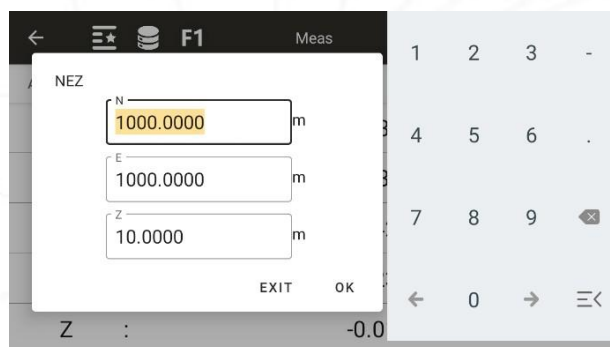 F1 Meas
NEZ
N
1000.0000 m
E
1000.0000 m
Z
10.0000 m
EXIT OK
Z : -0.0
1 2 3 -
4 5 6 .
7 8 9
0